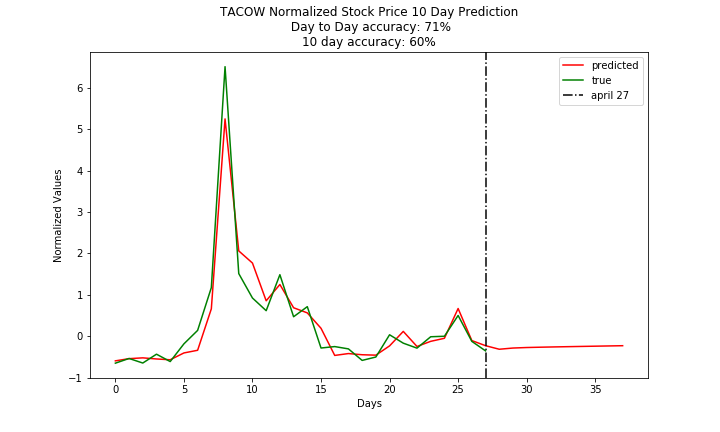 TACOW Normalized Stock Price 10 Day Prediction
Day to Day accuracy: 71%
10 day accuracy: 60%
predicted
true
april 27
Normalized Values
6
5
4
3
2
1
0
−1
0 5 10 15 20 25 30 35
Days